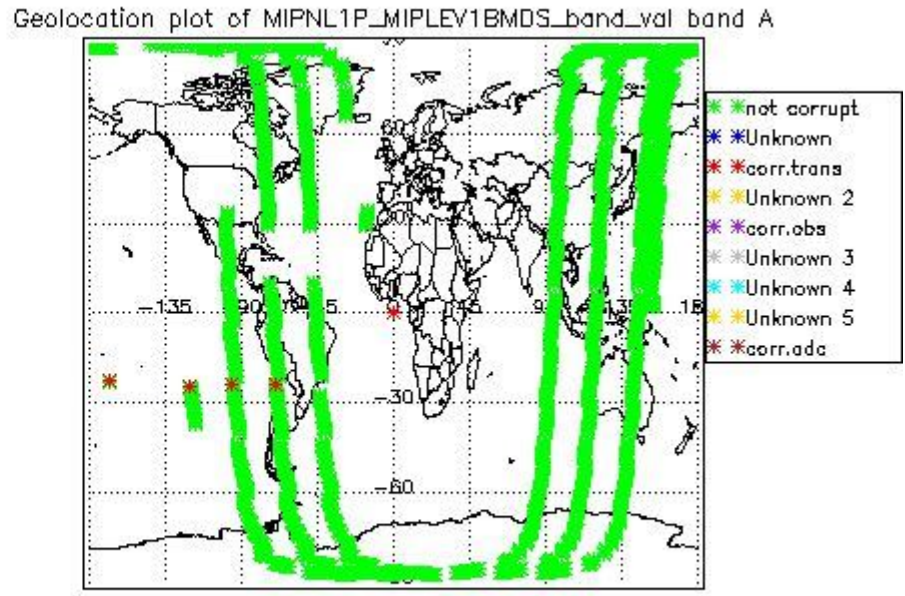 Geolocation plot of MIPNL1P_MIPLEV1BMDS_band_val band A
not corrupt
Unknown
corr.trans
Unknown 2
corr.obs
Unknown 3
Unknown 4
Unknown 5
corr.adc
60
-135
-30
-60